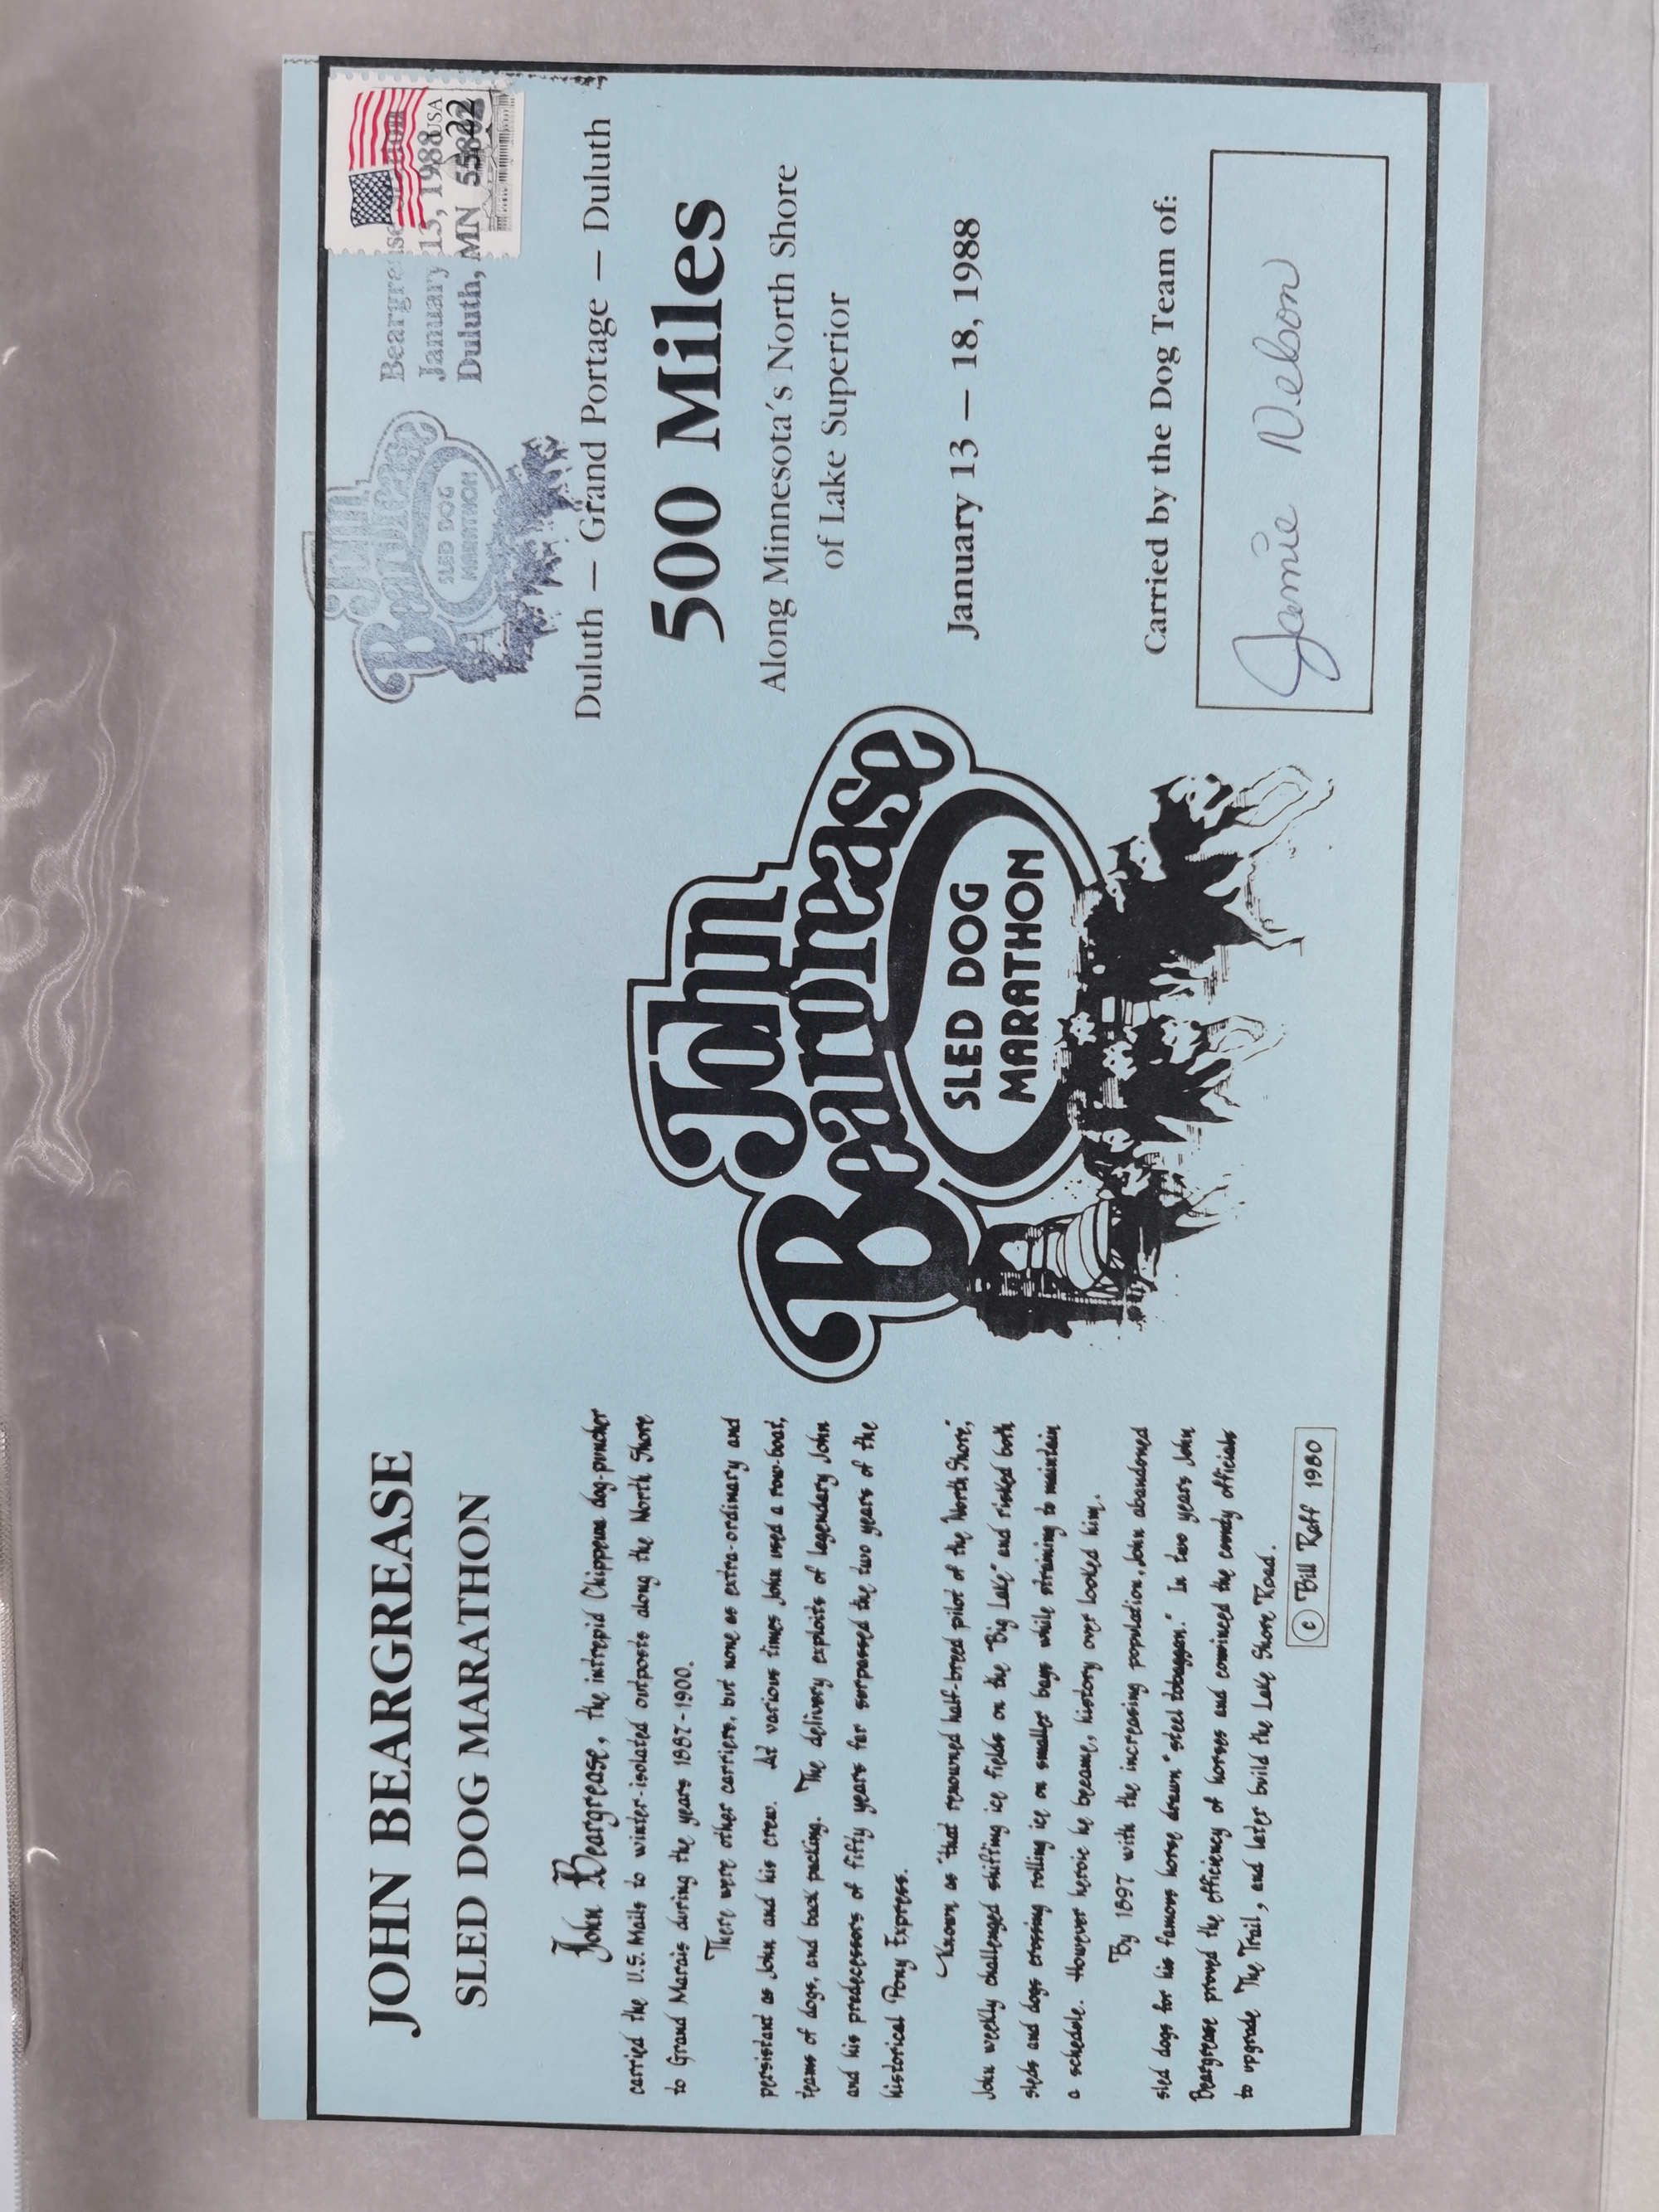 JOHN BEARGREASE
SLED DOG MARATHON
John Beargrease, the intrepid Chippewa dog-puncher
carried the U.S. Mails to winter-isolated outposts along the North Shore
to Grand Marais during the years 1887-1900.
There were other carriers, but none as extra-ordinary and
persistant as John and his crew. At various times John used a row-boat,
teams of dogs, and back packing. The delivery exploits of legendary John
and his predecessors of fifty years far surpassed the two years of the
historical Pony Express.
Known as "that renowned half-breed pilot of the North Shore,"
John weekly challenged shifting ice fields on the "Big Lake" and risked both
sleds and dogs crossing rolling ice on smaller bays while straining to maintain
a schedule. However heroic he became, history over looked him.
By 1897 with the increasing population, John abandoned
sled dogs for his famous horse drawn "steel toboggan." In two years John
Beargrease proved the efficiency of horses and convinced the county officials
to upgrade The Trail, and later build the Lake Shore Road.
© Bill Raff 1980
John
Beargrease
SLED DOG
MARATHON
John
Beargrease
SLED DOG
MARATHON
Beargrease Station
January 13, 1988
Duluth, MN
USA
22
Duluth — Grand Portage — Duluth
500 Miles
Along Minnesota's North Shore
of Lake Superior
January 13 — 18, 1988
Carried by the Dog Team of:
Jamie Nelson